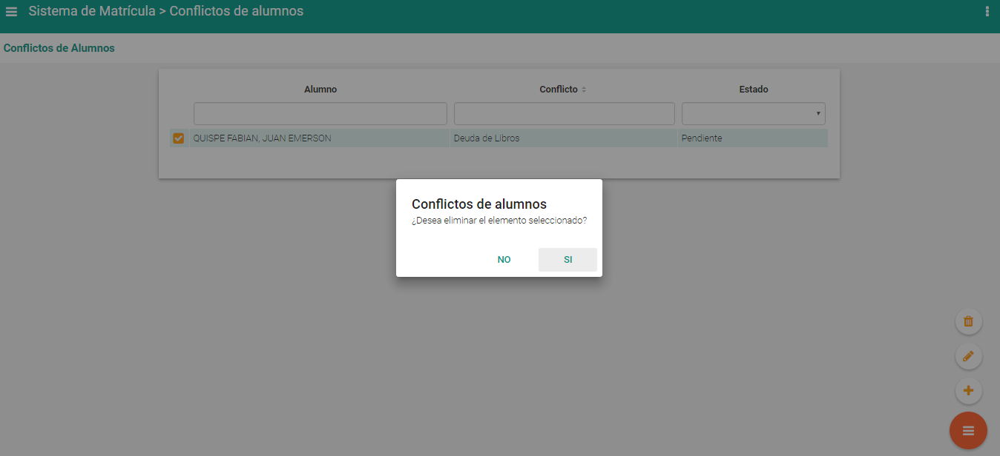 Sistema de Matrícula > Conflictos de alumnos
Conflictos de Alumnos
Alumno Conflicto Estado
QUISPE FABIAN, JUAN EMERSON Deuda de Libros Pendiente
Conflictos de alumnos
¿Desea eliminar el elemento seleccionado?
NO SI